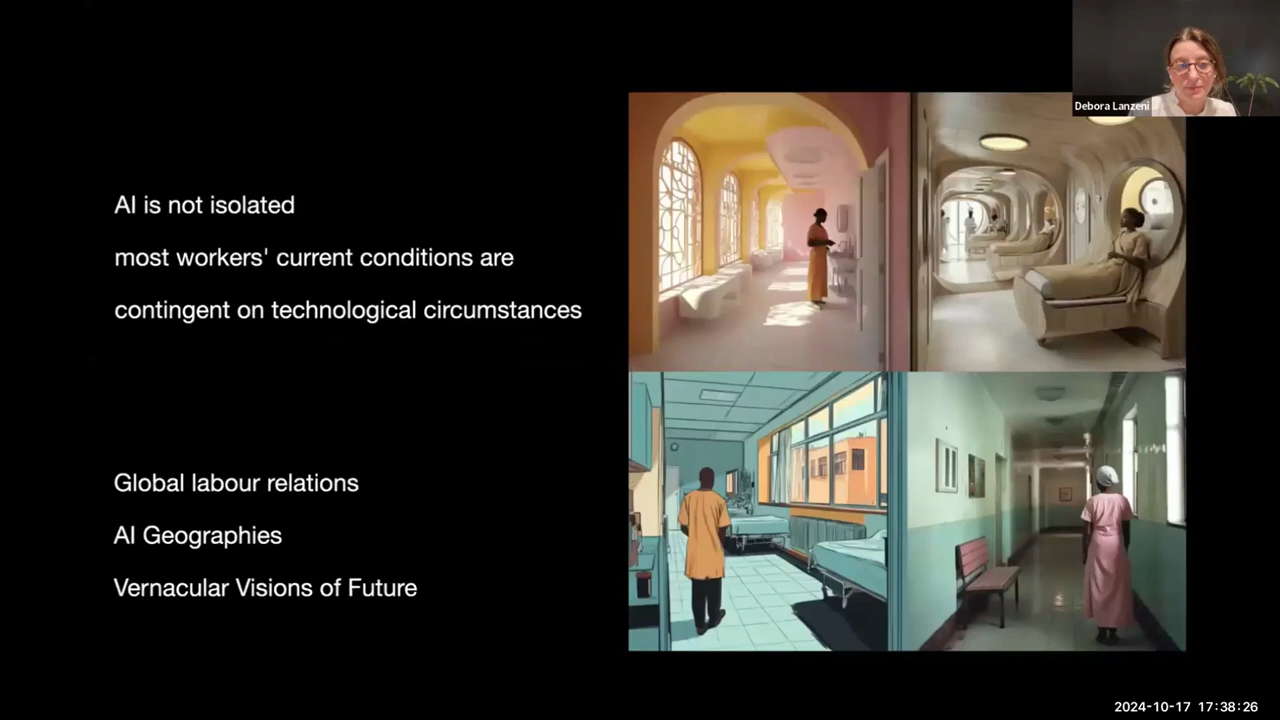 Debora Lanzeni
AI is not isolated
most workers' current conditions are
contingent on technological circumstances
Global labour relations
AI Geographies
Vernacular Visions of Future
2024-10-17 17:38:26